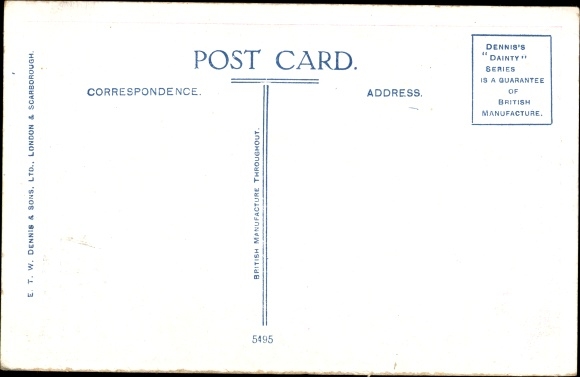 POST CARD.
CORRESPONDENCE.
ADDRESS.
DENNIS'S
"DAINTY"
SERIES
IS A GUARANTEE
OF
BRITISH
MANUFACTURE.
E. T. W. DENNIS & SONS, LTD., LONDON & SCARBOROUGH.
BRITISH MANUFACTURE THROUGHOUT.
5495